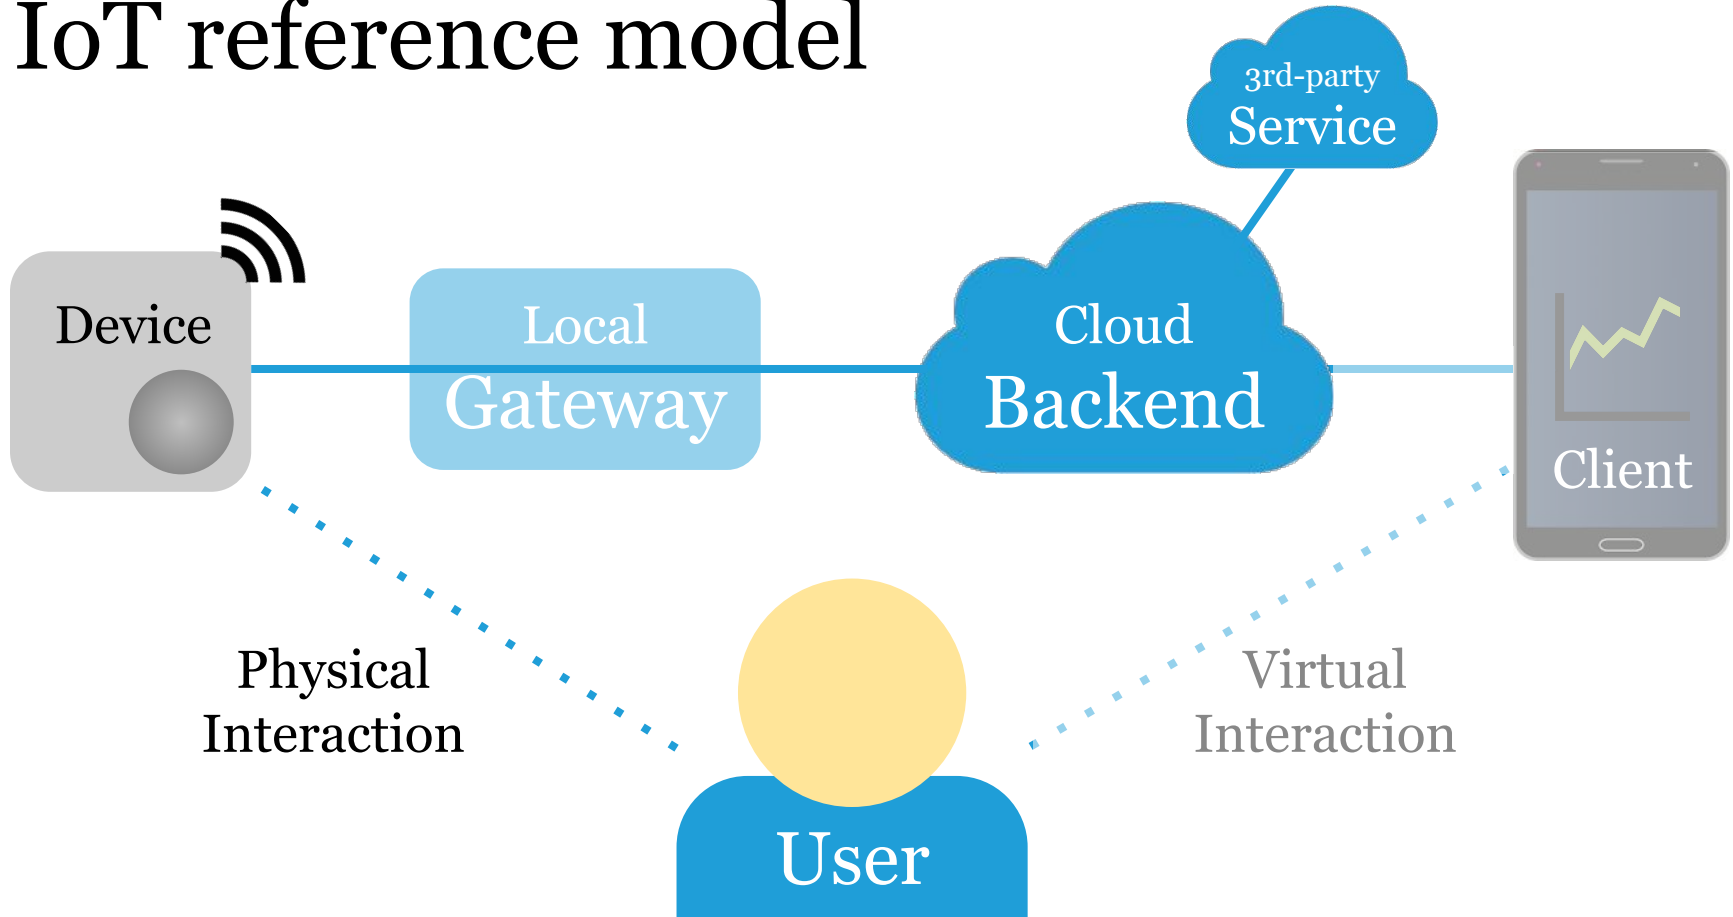 IoT reference model
3rd-party
Service
Device
Local
Gateway
Cloud
Backend
Client
Physical
Interaction
Virtual
Interaction
User